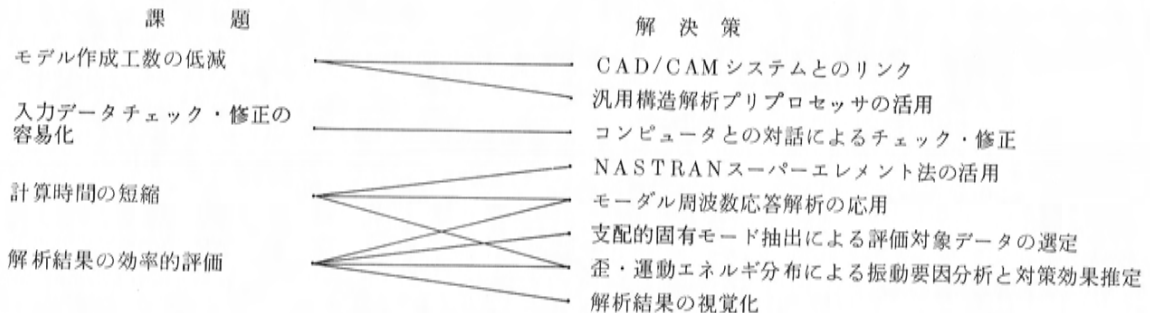 課題
解決策
モデル作成工数の低減
CAD/CAMシステムとのリンク
汎用構造解析プリプロセッサの活用
入力データチェック・修正の
容易化
コンピュータとの対話によるチェック・修正
NASTRANスーパーエレメント法の活用
計算時間の短縮
モーダル周波数応答解析の応用
支配的固有モード抽出による評価対象データの選定
解析結果の効率的評価
歪・運動エネルギ分布による振動要因分析と対策効果推定
解析結果の視覚化